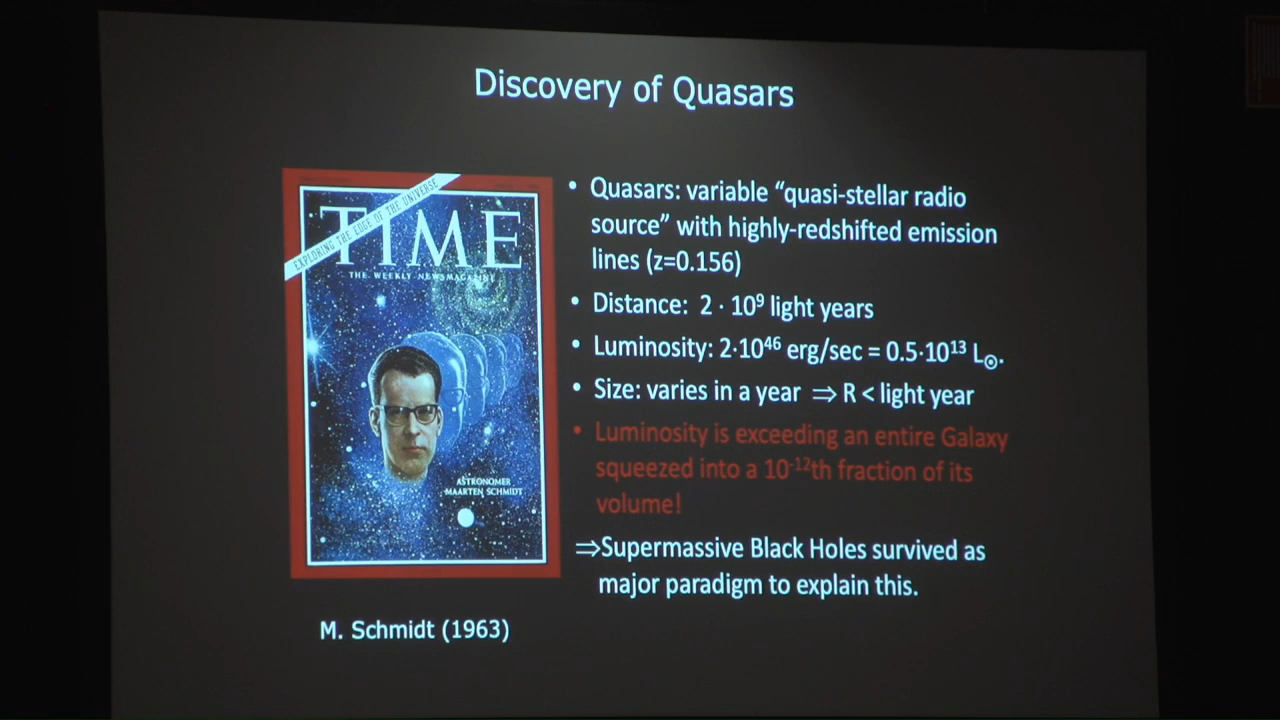 Discovery of Quasars
EXPLORING THE EDGE OF THE UNIVERSE
TIME
THE WEEKLY NEWSMAGAZINE
ASTRONOMER
MAARTEN SCHMIDT
M. Schmidt (1963)
• Quasars: variable “quasi-stellar radio
source” with highly-redshifted emission
lines (z=0.156)
• Distance: 2 · 10⁹ light years
• Luminosity: 2·10⁴⁶ erg/sec = 0.5·10¹³ L☉.
• Size: varies in a year ⇒ R < light year
• Luminosity is exceeding an entire Galaxy
squeezed into a 10⁻¹²th fraction of its
volume!
⇒Supermassive Black Holes survived as
major paradigm to explain this.